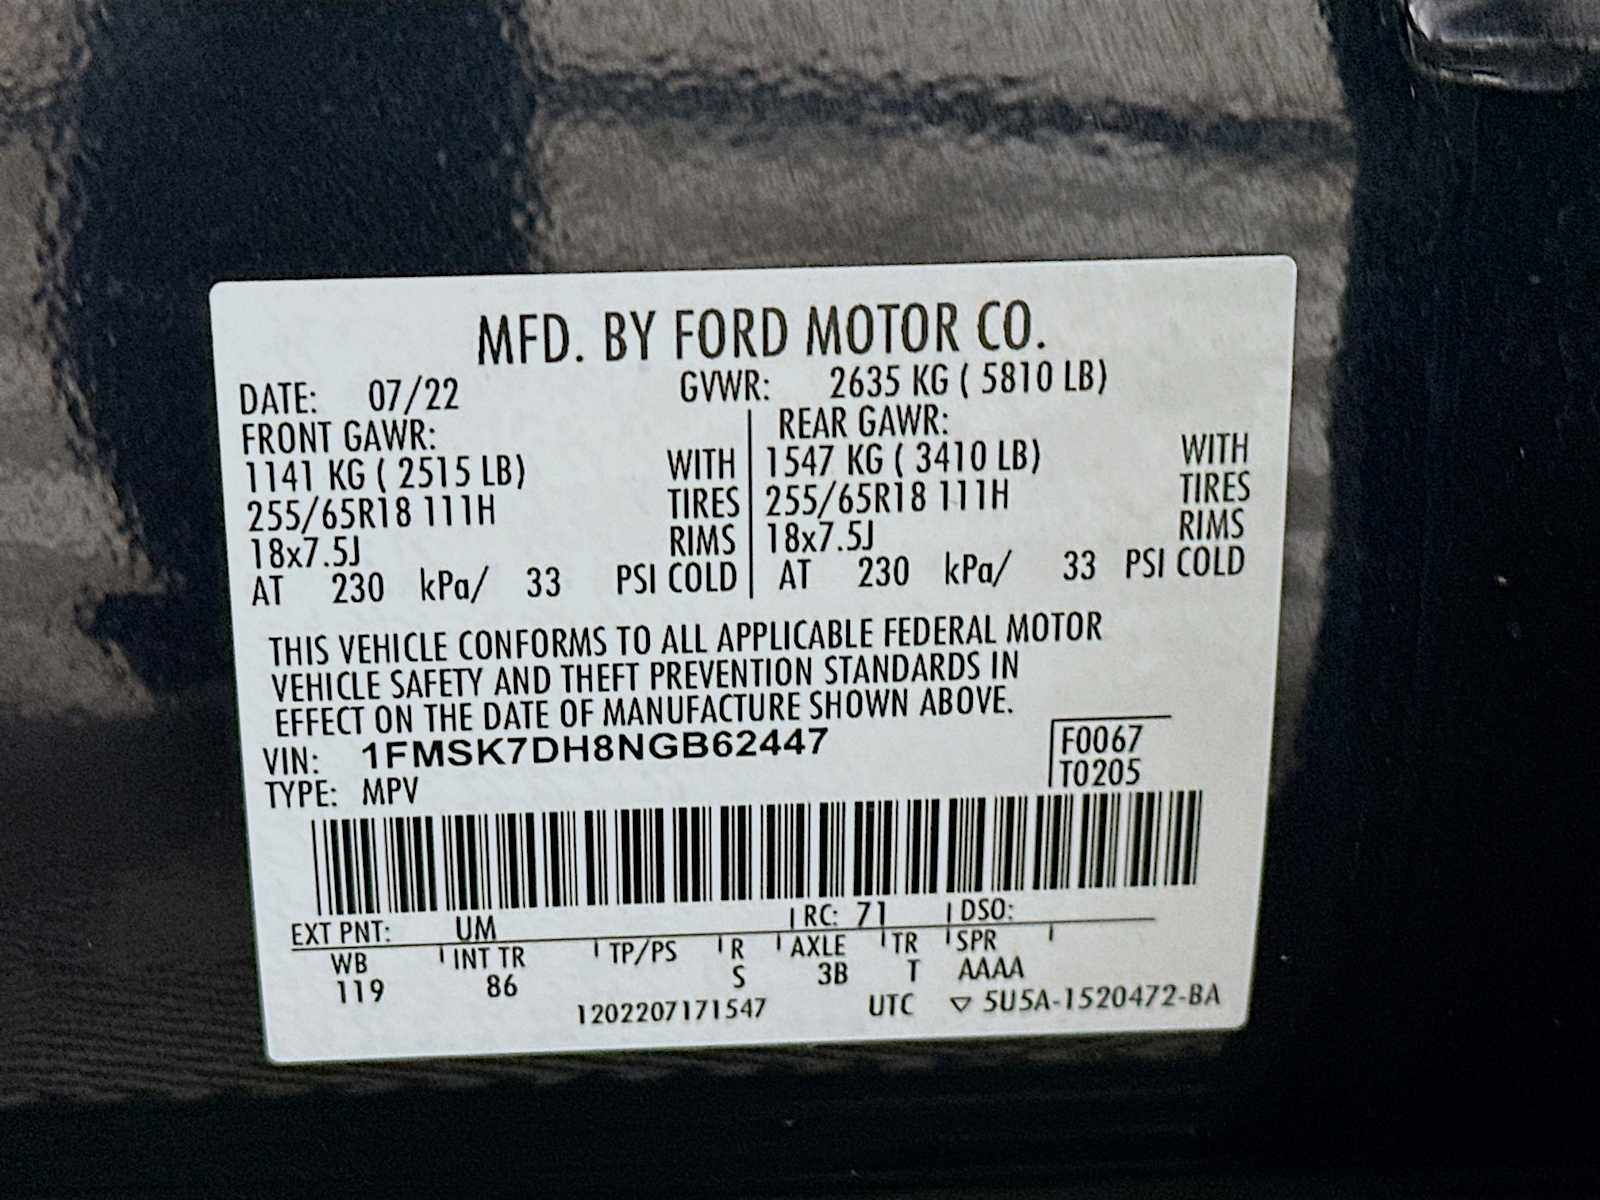 MFD. BY FORD MOTOR CO.
DATE: 07/22 GVWR: 2635 KG ( 5810 LB)
FRONT GAWR: REAR GAWR:
1141 KG ( 2515 LB) WITH 1547 KG ( 3410 LB) WITH
255/65R18 111H TIRES 255/65R18 111H TIRES
18x7.5J RIMS 18x7.5J RIMS
AT 230 kPa/ 33 PSI COLD AT 230 kPa/ 33 PSI COLD
THIS VEHICLE CONFORMS TO ALL APPLICABLE FEDERAL MOTOR
VEHICLE SAFETY AND THEFT PREVENTION STANDARDS IN
EFFECT ON THE DATE OF MANUFACTURE SHOWN ABOVE.
VIN: 1FMSK7DH8NGB62447 F0067
TYPE: MPV T0205
EXT PNT: UM RC: 71 DSO:
WB INT TR TP/PS R AXLE TR SPR
119 86 S 3B T AAAA
1202207171547 UTC ▽ 5U5A-1520472-BA